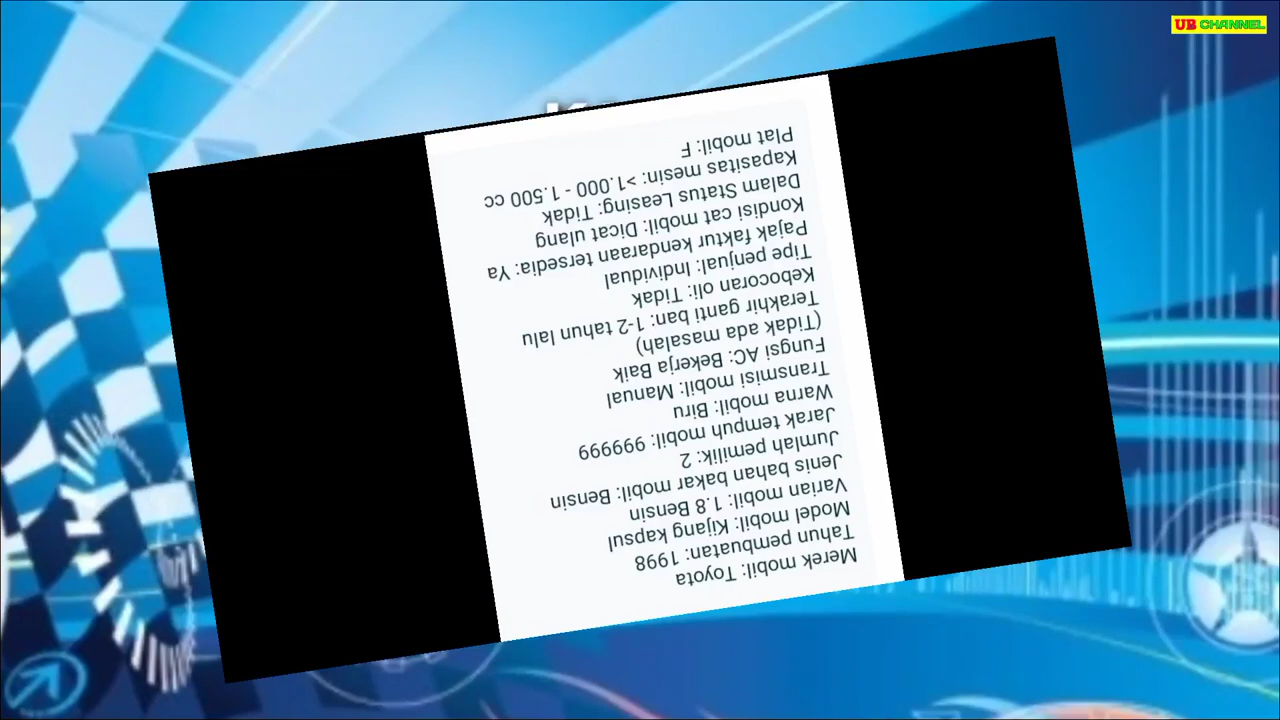 UB CHANNEL
Merek mobil: Toyota
Tahun pembuatan: 1998
Model mobil: Kijang kapsul
Varian mobil: 1.8 Bensin
Jenis bahan bakar mobil: Bensin
Jumlah pemilik: 2
Jarak tempuh mobil: 999999
Warna mobil: Biru
Transmisi mobil: Manual
Fungsi AC: Bekerja Baik
(Tidak ada masalah)
Terakhir ganti ban: 1-2 tahun lalu
Kebocoran oli: Tidak
Tipe penjual: Individual
Pajak faktur kendaraan tersedia: Ya
Kondisi cat mobil: Dicat ulang
Dalam Status Leasing: Tidak
Kapasitas mesin: >1.000 - 1.500 cc
Plat mobil: F